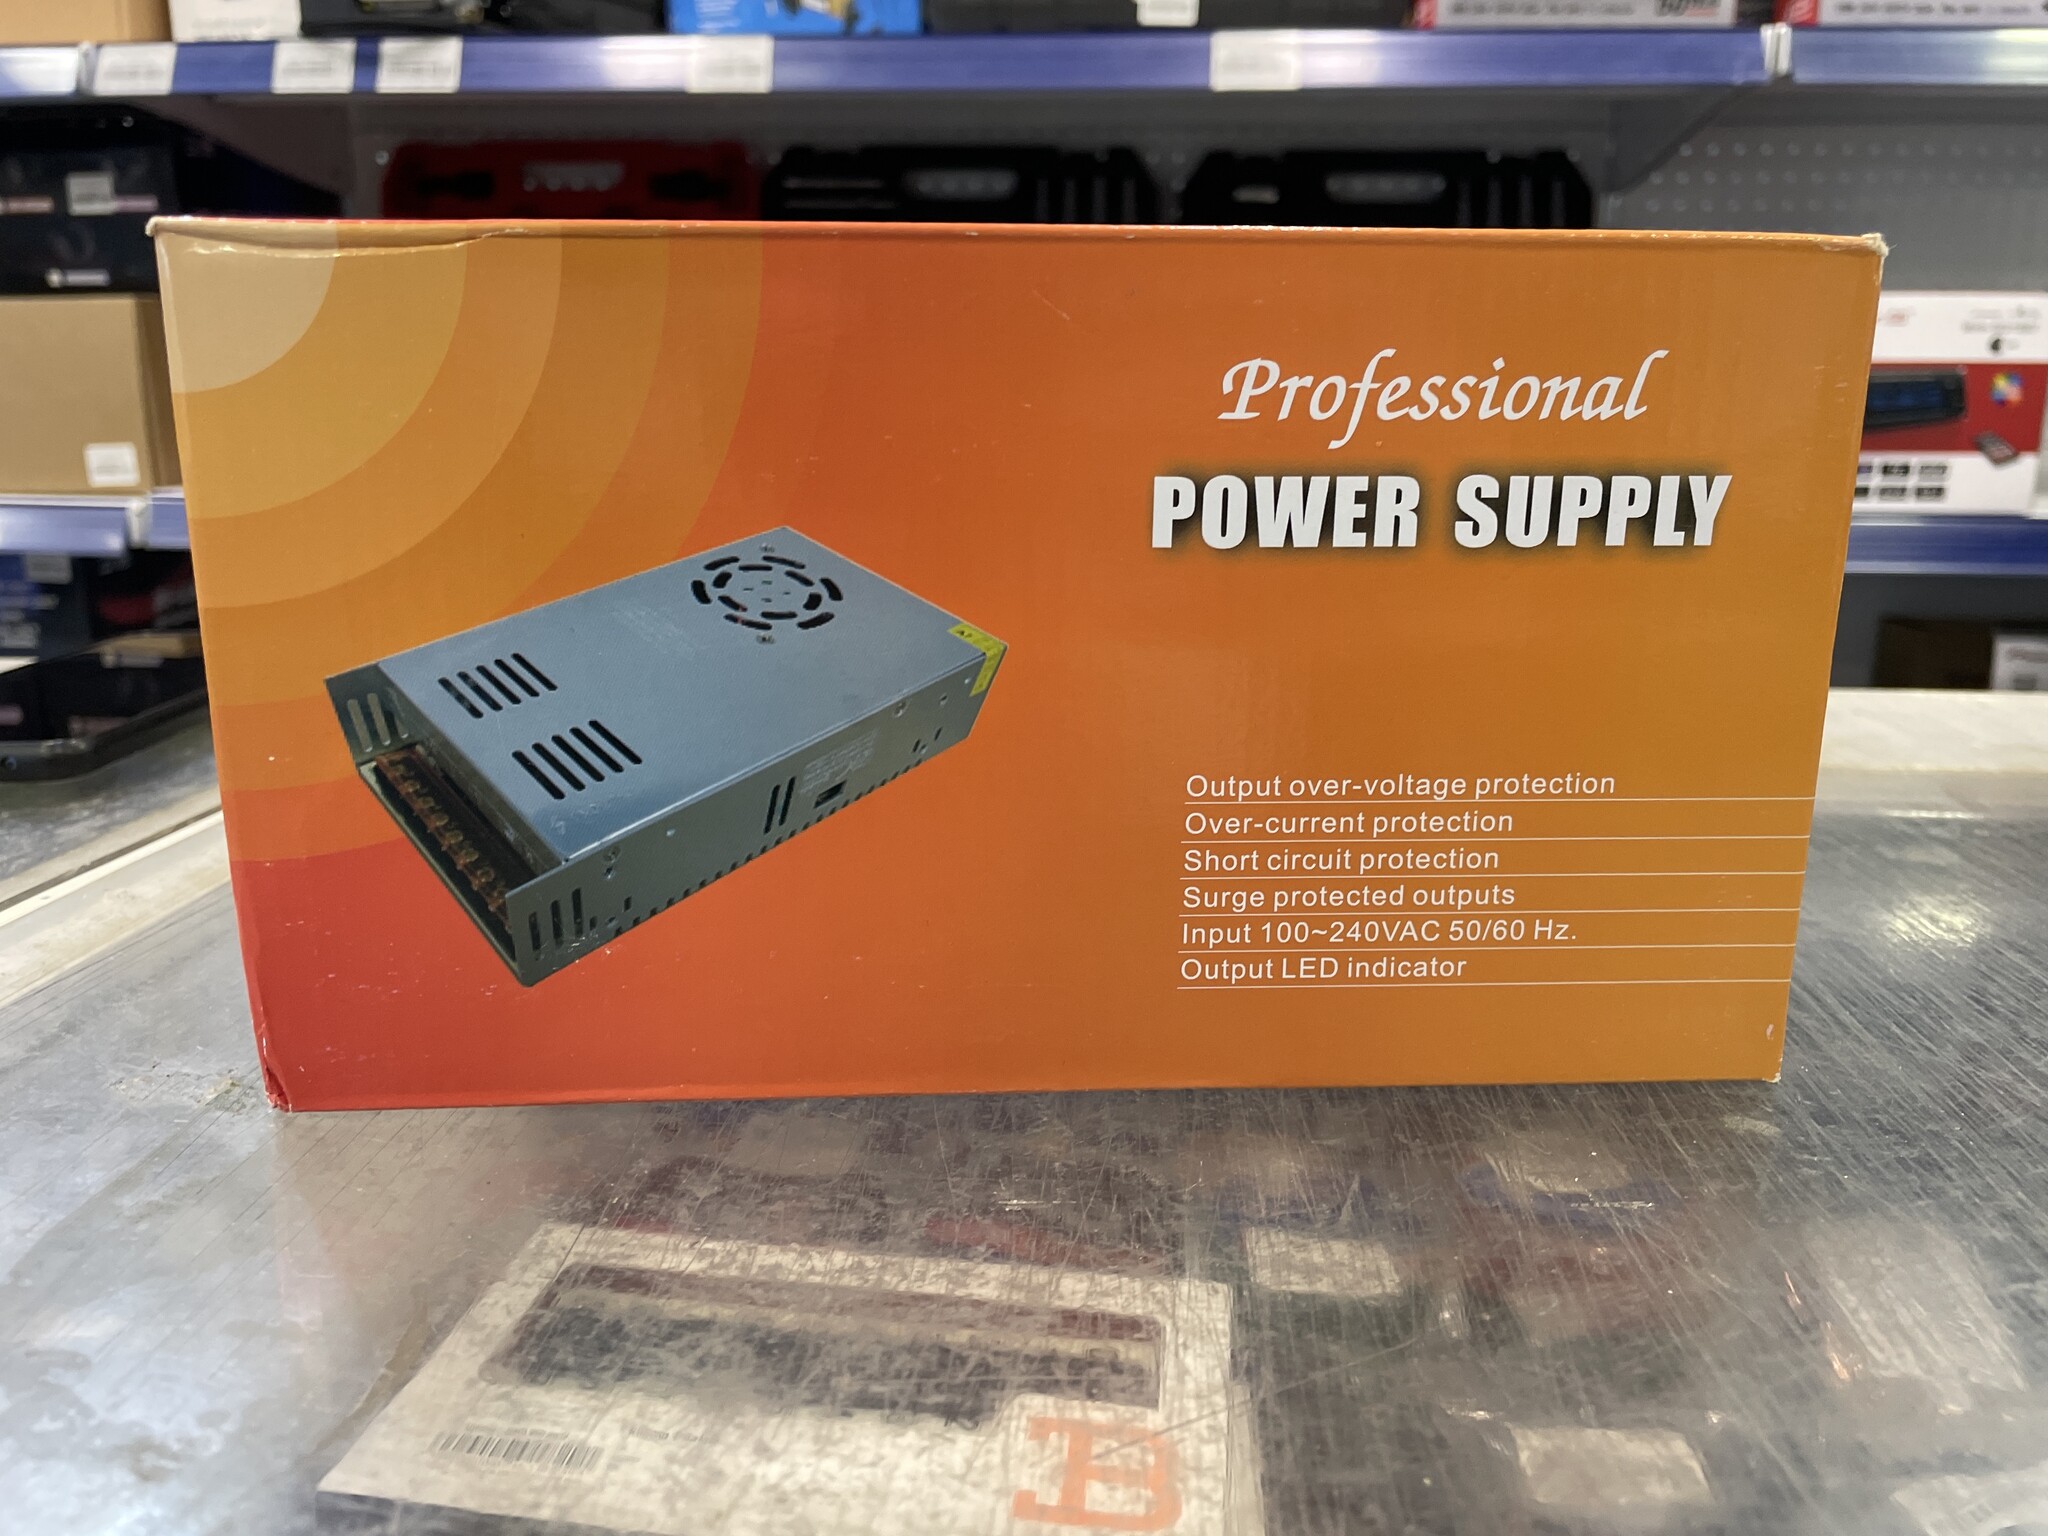 Professional
POWER SUPPLY
Output over-voltage protection
Over-current protection
Short circuit protection
Surge protected outputs
Input 100~240VAC 50/60 Hz.
Output LED indicator